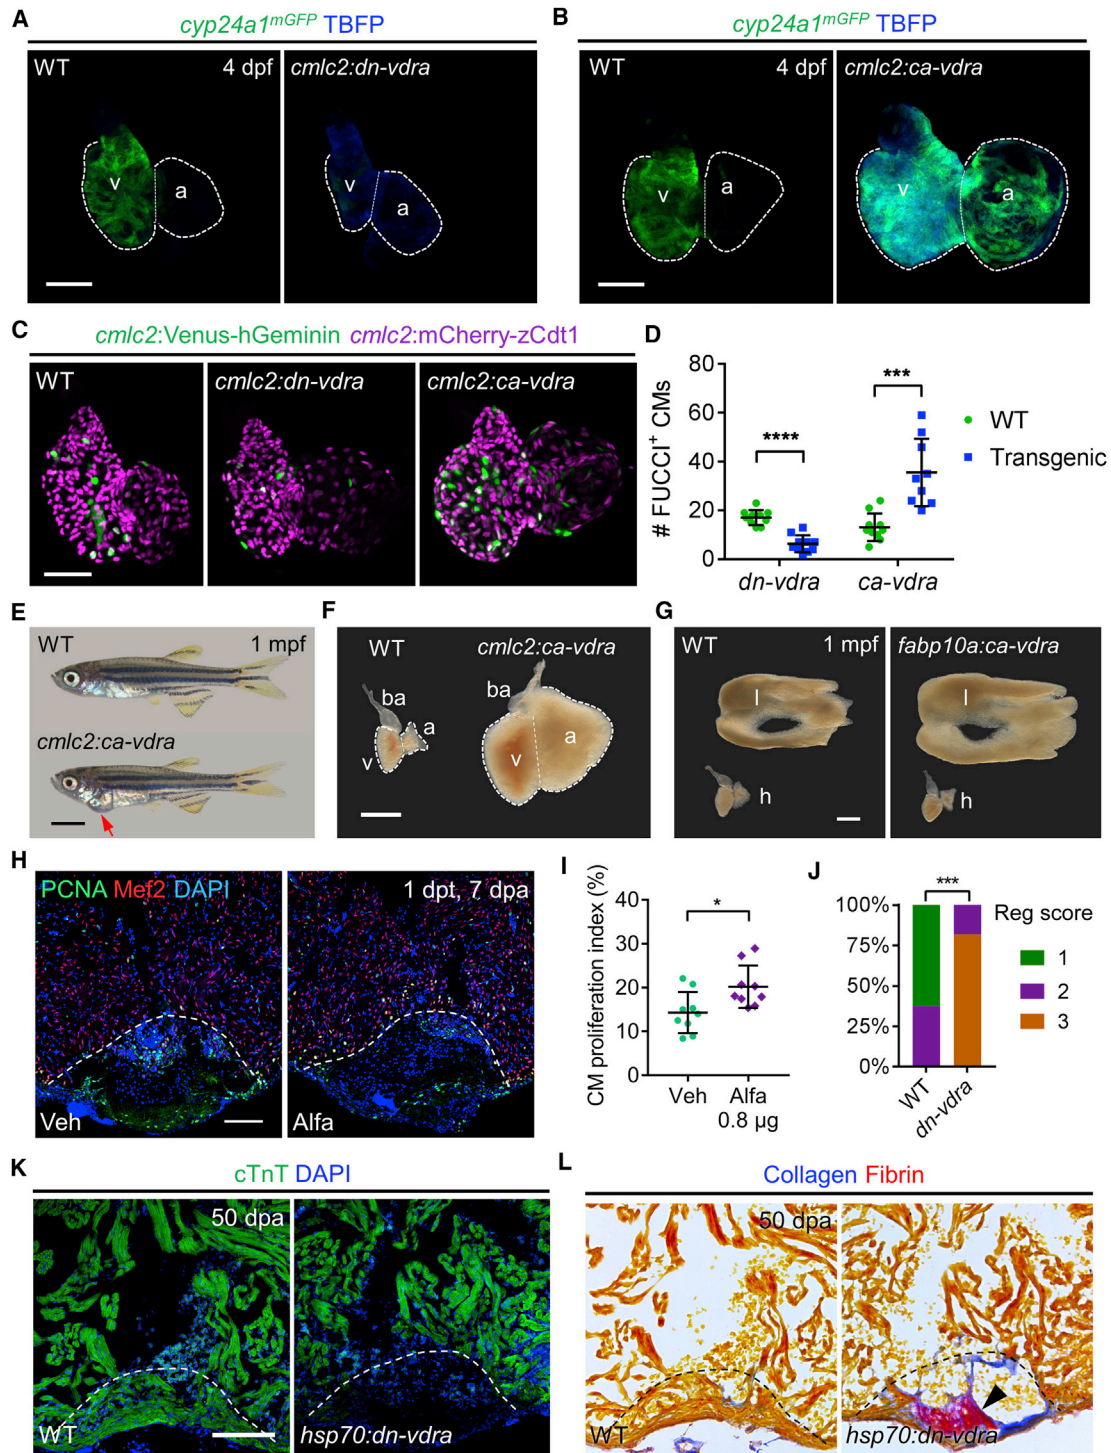 A
cyp24a1mGFP TBFP
WT
4 dpf
cmlc2:dn-vdra
v
a
v
a
B
cyp24a1mGFP TBFP
WT
4 dpf
cmlc2:ca-vdra
v
a
v
a
C
cmlc2:Venus-hGeminin cmlc2:mCherry-zCdt1
WT
cmlc2:dn-vdra
cmlc2:ca-vdra
D
# FUCCI+ CMs
80
60
40
20
0
****
***
dn-vdra
ca-vdra
WT
Transgenic
E
WT
1 mpf
cmlc2:ca-vdra
F
WT
cmlc2:ca-vdra
ba
a
v
ba
a
v
G
WT
1 mpf
fabp10a:ca-vdra
l
h
l
h
H
PCNA Mef2 DAPI
1 dpt, 7 dpa
Veh
Alfa
I
CM proliferation index (%)
40
30
20
10
0
*
Veh
Alfa
0.8 µg
J
***
100%
75%
50%
25%
0%
WT
dn-vdra
Reg score
1
2
3
K
cTnT DAPI
50 dpa
WT
hsp70:dn-vdra
L
Collagen Fibrin
50 dpa
WT
hsp70:dn-vdra